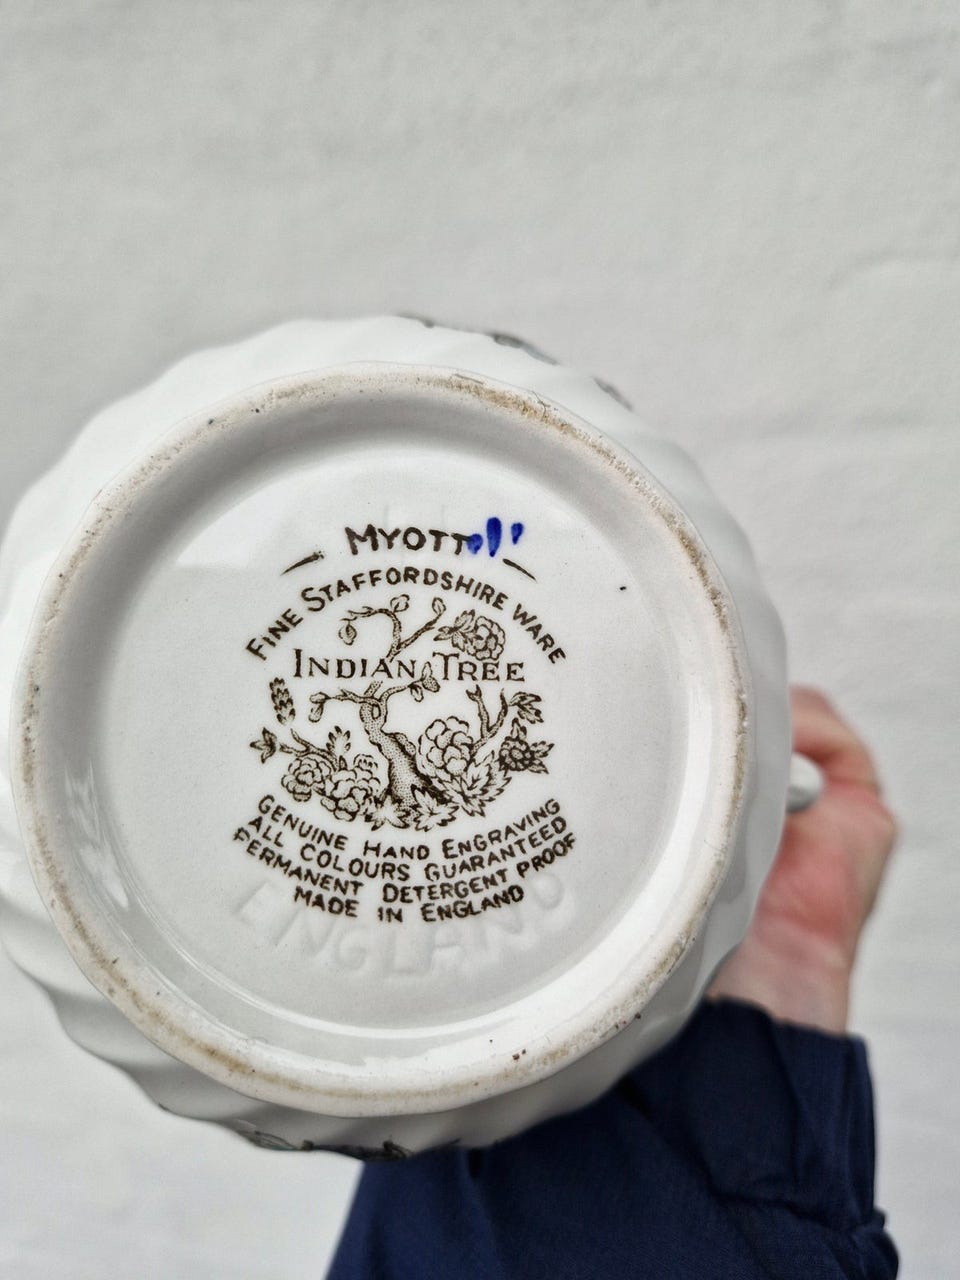 MYOTT
FINE STAFFORDSHIRE WARE
INDIAN TREE
GENUINE HAND ENGRAVING
ALL COLOURS GUARANTEED
PERMANENT DETERGENT PROOF
MADE IN ENGLAND
ENGLAND